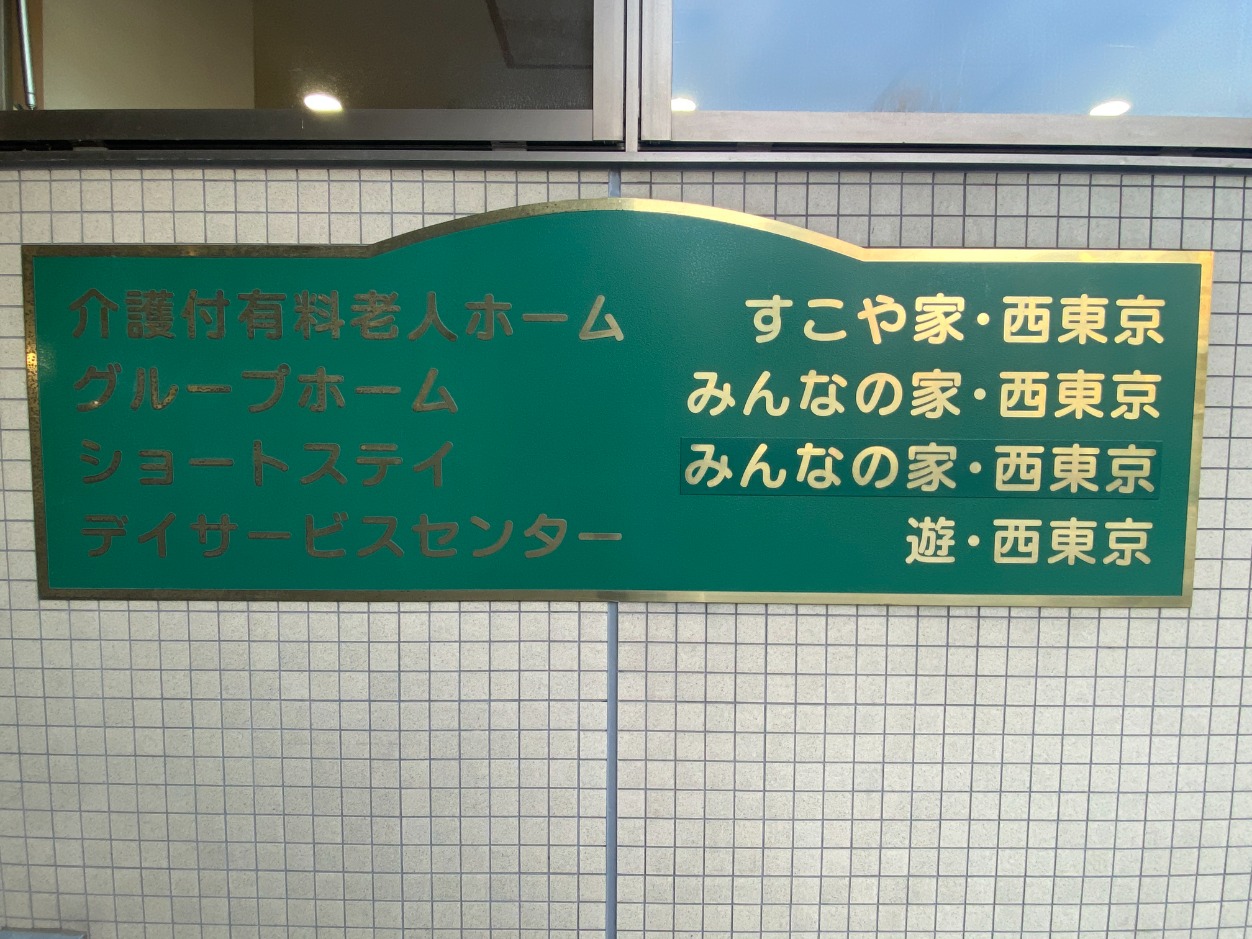 介護付有料老人ホーム すこや家・西東京
グループホーム みんなの家・西東京
ショートステイ みんなの家・西東京
デイサービスセンター 遊・西東京